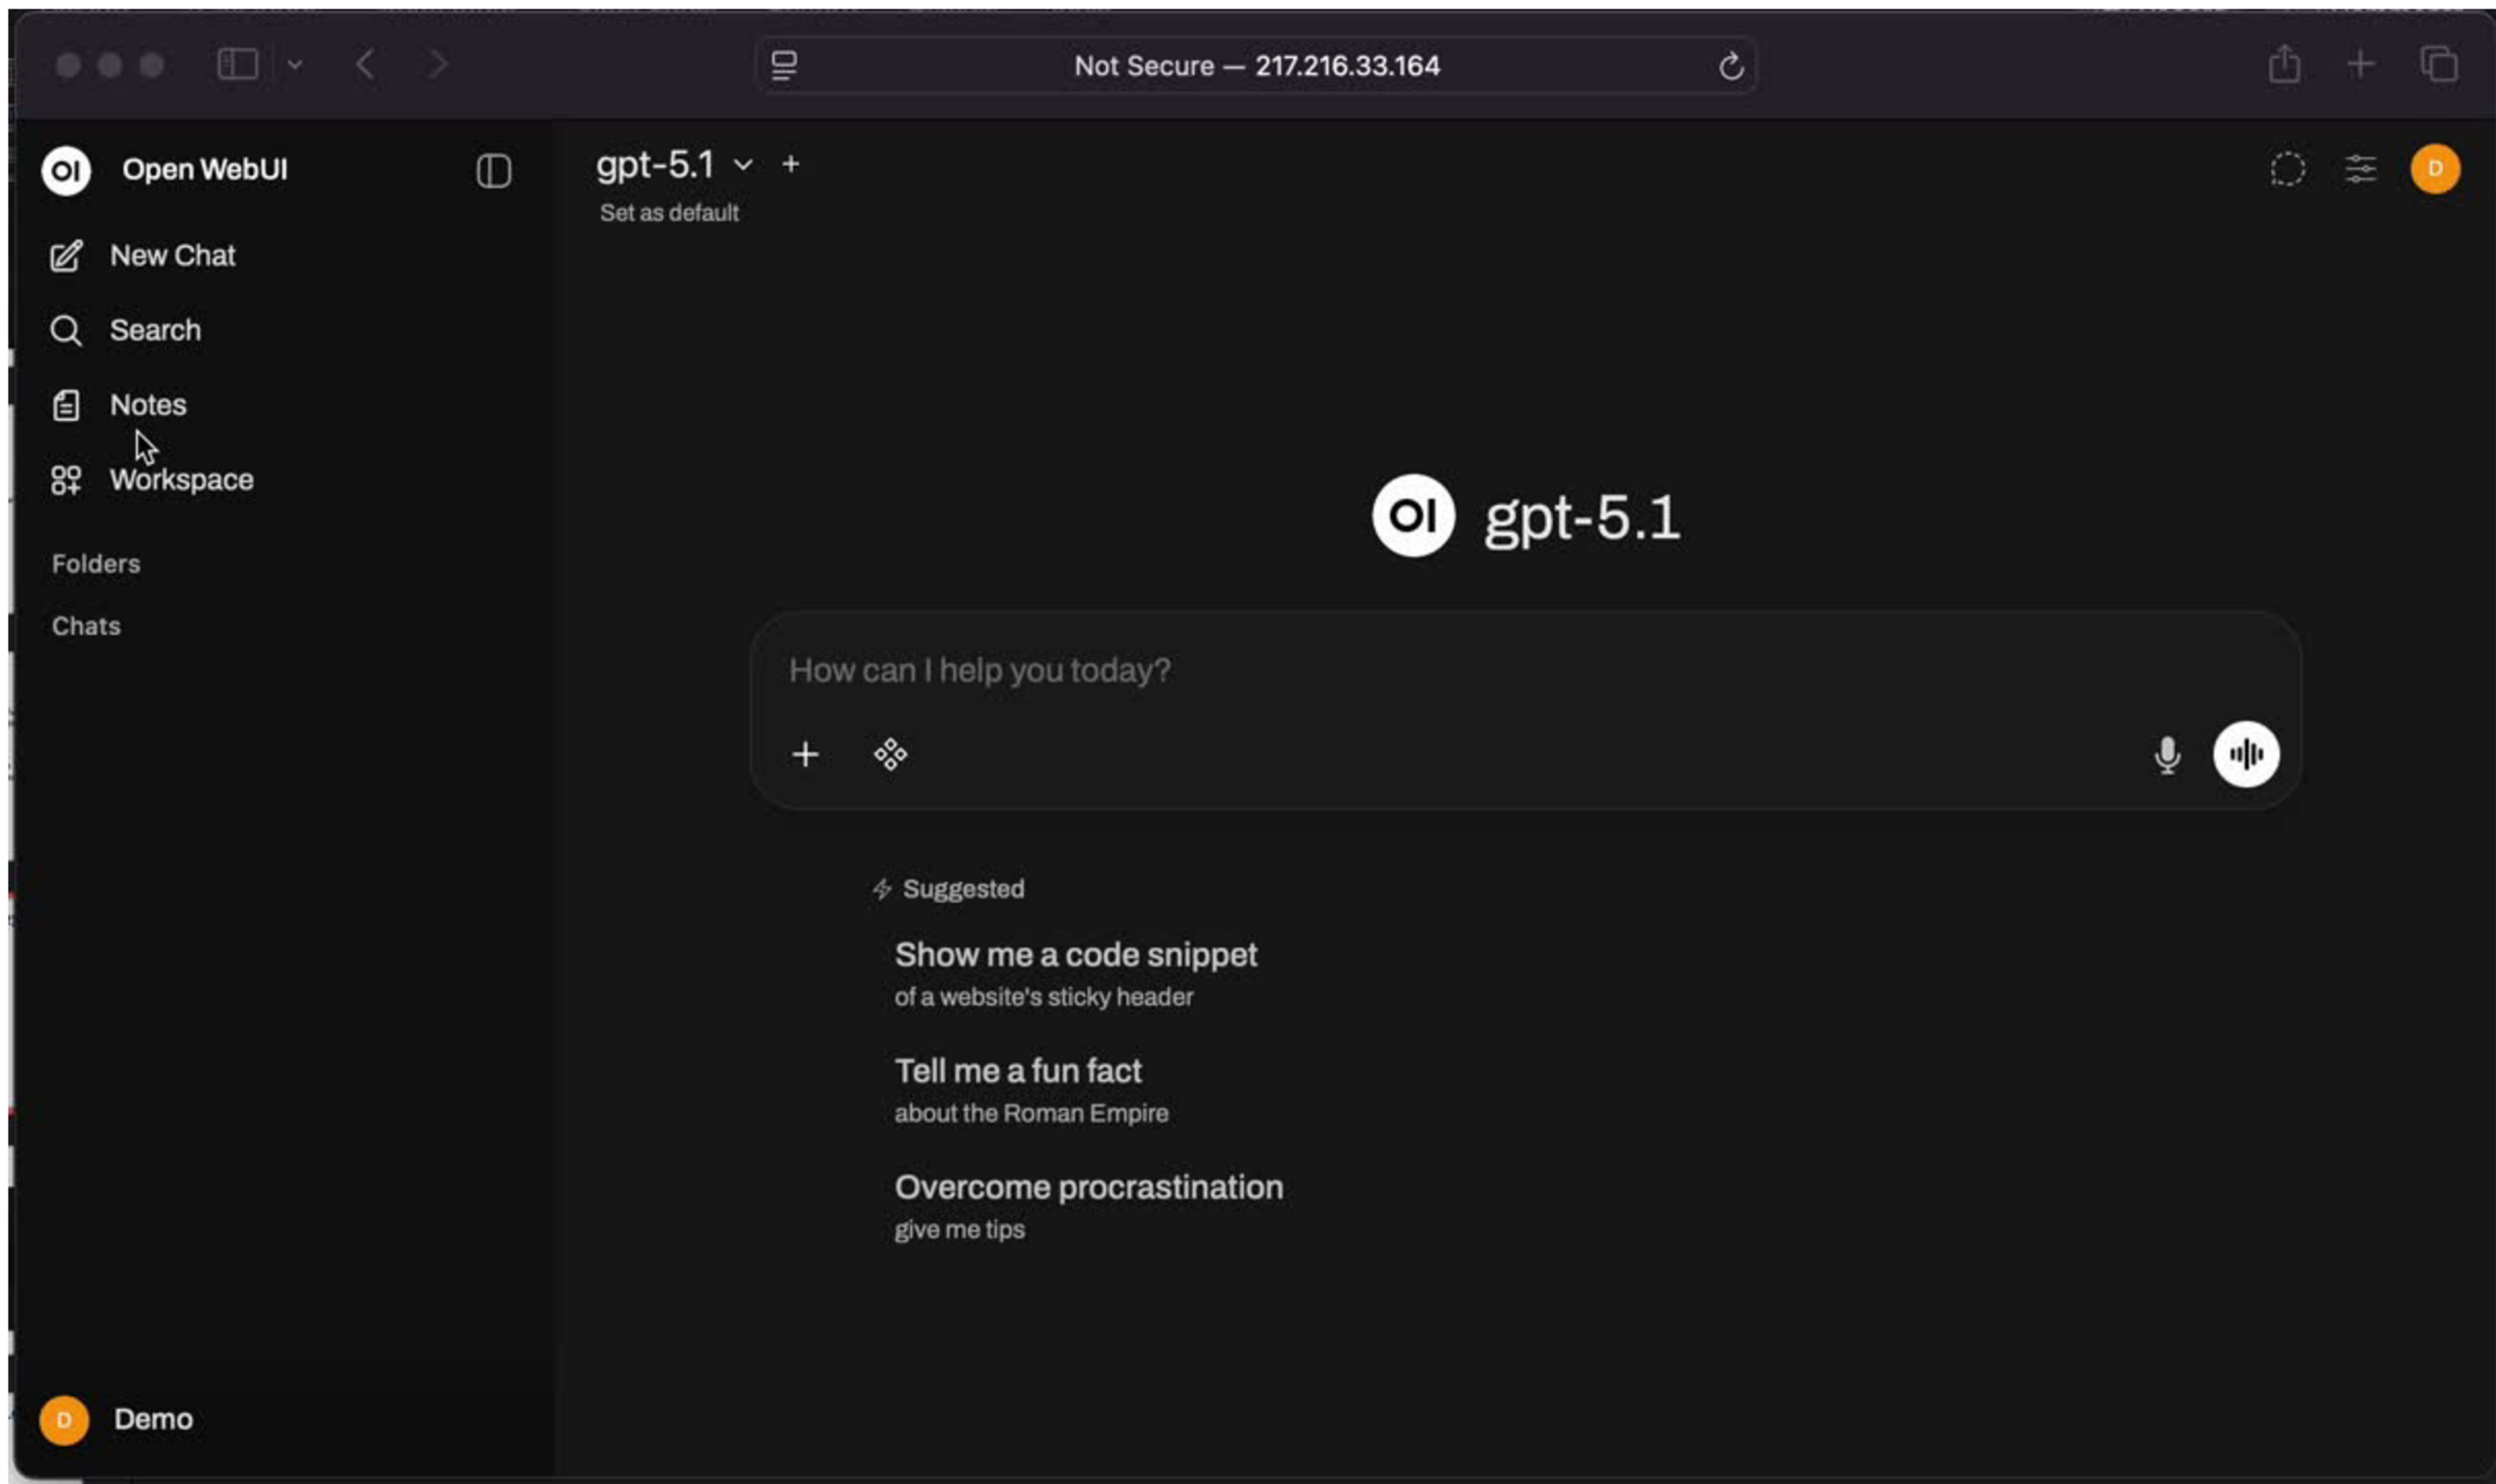 Not Secure — 217.216.33.164
OI Open WebUI
New Chat
Search
Notes
Workspace
Folders
Chats
D Demo
gpt-5.1
Set as default
D
OI gpt-5.1
How can I help you today?
Suggested
Show me a code snippet
of a website's sticky header
Tell me a fun fact
about the Roman Empire
Overcome procrastination
give me tips